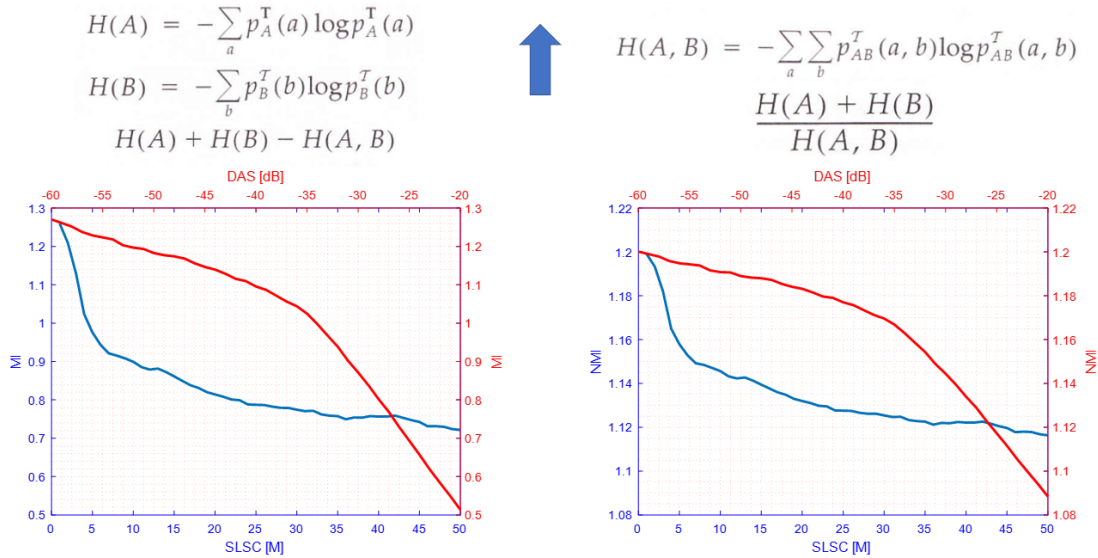 H(A) = −∑ₐ p_A^T(a) log p_A^T(a)
H(B) = −∑_b p_B^𝒯(b) log p_B^𝒯(b)
H(A) + H(B) − H(A, B)
H(A, B) = −∑ₐ ∑_b p_AB^𝒯(a, b) log p_AB^𝒯(a, b)
H(A) + H(B)
H(A, B)
DAS [dB]
-60 -55 -50 -45 -40 -35 -30 -25 -20
1.3 1.2 1.1 1 0.9 0.8 0.7 0.6 0.5
MI
1.3 1.2 1.1 1 0.9 0.8 0.7 0.6 0.5
MI
0 5 10 15 20 25 30 35 40 45 50
SLSC [M]
DAS [dB]
-60 -55 -50 -45 -40 -35 -30 -25 -20
1.22 1.2 1.18 1.16 1.14 1.12 1.1 1.08
NMI
1.22 1.2 1.18 1.16 1.14 1.12 1.1 1.08
NMI
0 5 10 15 20 25 30 35 40 45 50
SLSC [M]